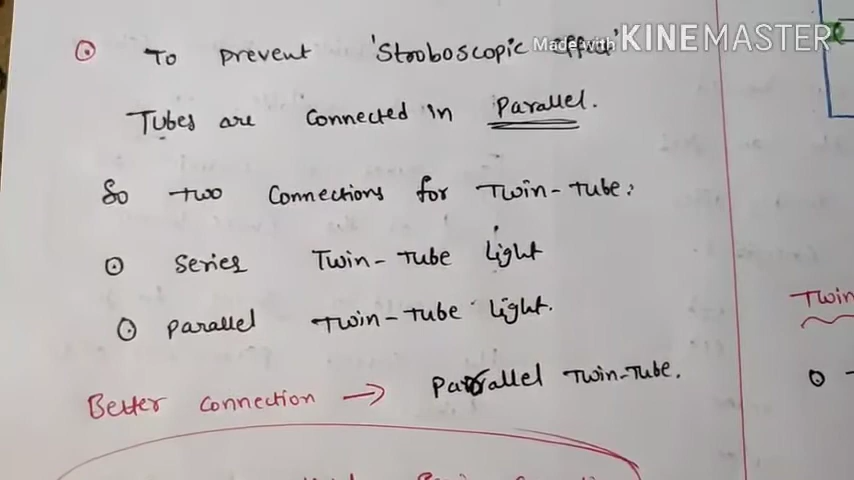 To prevent 'Stroboscopic effect'
Made with KINEMASTER
Tubes are connected in Parallel.
So two connections for Twin-Tube:
Series Twin-Tube Light
Parallel Twin-Tube Light.
Twin
Better connection → Parallel Twin-Tube.